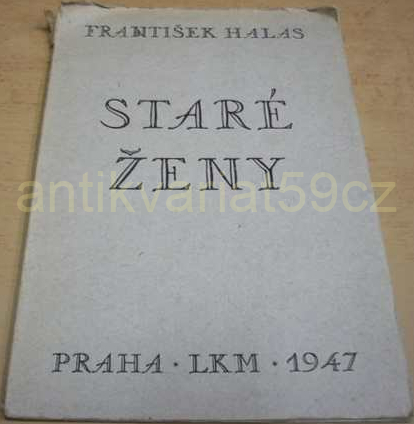 FRANTIŠEK HALAS
STARÉ
ŽENY
antikvariat59cz
PRAHA · LKM · 1947